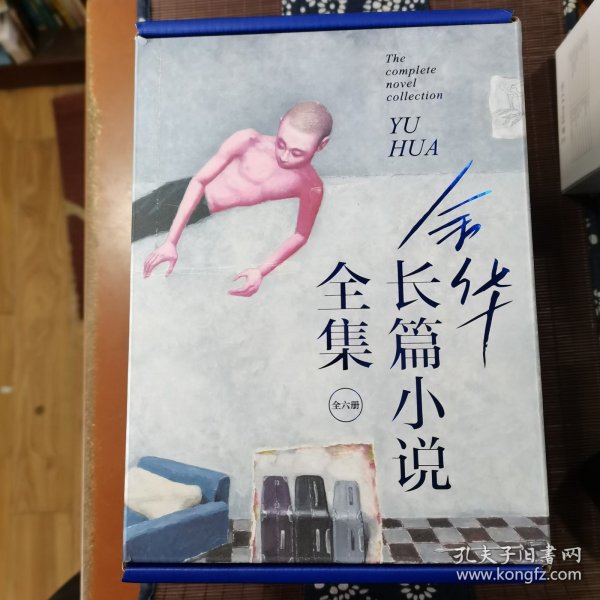 The
complete
novel
collection
YU
HUA
余华
长篇小说
全集
全六册
孔夫子旧书网
www.kongfz.com